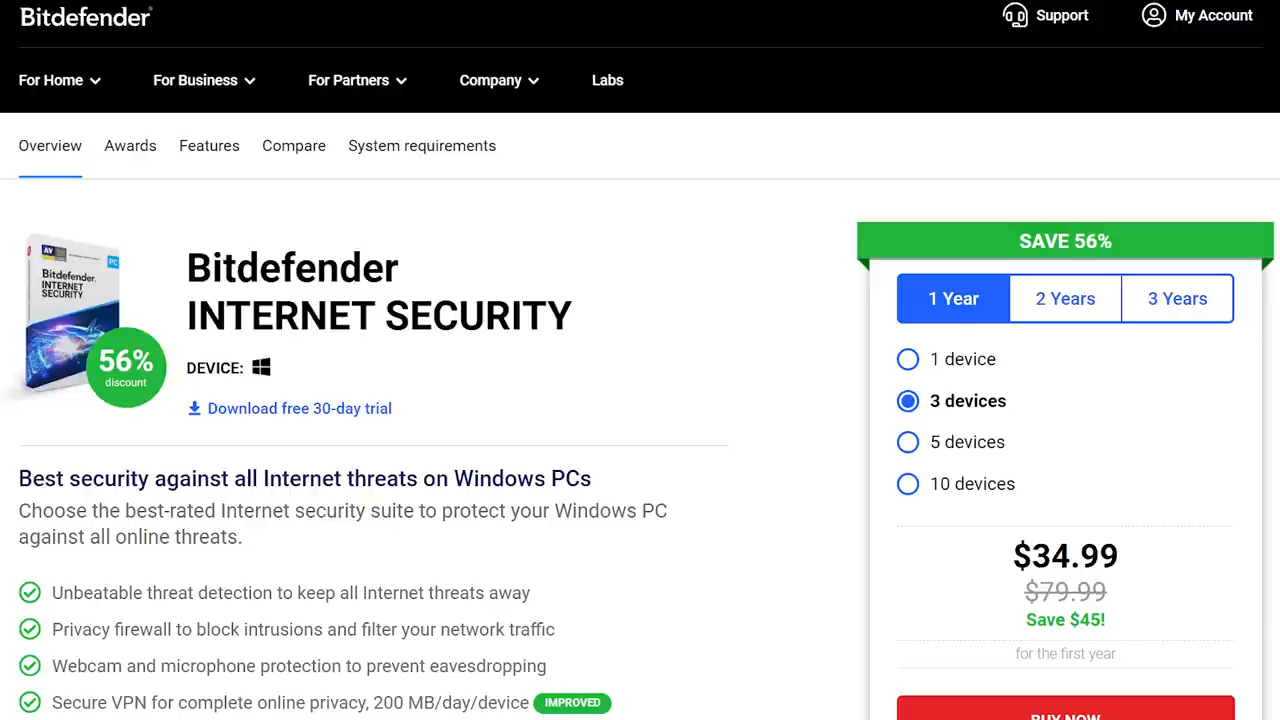 Bitdefender
Support
My Account
For Home
For Business
For Partners
Company
Labs
Overview
Awards
Features
Compare
System requirements
AV
PC
Bitdefender
INTERNET
SECURITY
56%
discount
Bitdefender
INTERNET SECURITY
DEVICE:
Download free 30-day trial
Best security against all Internet threats on Windows PCs
Choose the best-rated Internet security suite to protect your Windows PC
against all online threats.
Unbeatable threat detection to keep all Internet threats away
Privacy firewall to block intrusions and filter your network traffic
Webcam and microphone protection to prevent eavesdropping
Secure VPN for complete online privacy, 200 MB/day/device IMPROVED
SAVE 56%
1 Year
2 Years
3 Years
1 device
3 devices
5 devices
10 devices
$34.99
$79.99
Save $45!
for the first year
BUY NOW